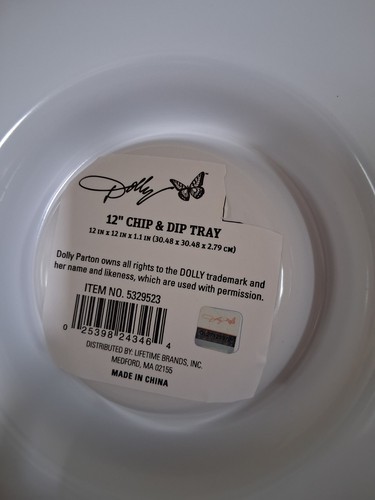 Dolly
12" CHIP & DIP TRAY
12 IN x 12 IN x 1.1 IN (30.48 x 30.48 x 2.79 CM)
Dolly Parton owns all rights to the DOLLY trademark and
her name and likeness, which are used with permission.
ITEM NO. 5329523
0 25398 24346 4
DISTRIBUTED BY: LIFETIME BRANDS, INC.
MEDFORD, MA 02155
MADE IN CHINA